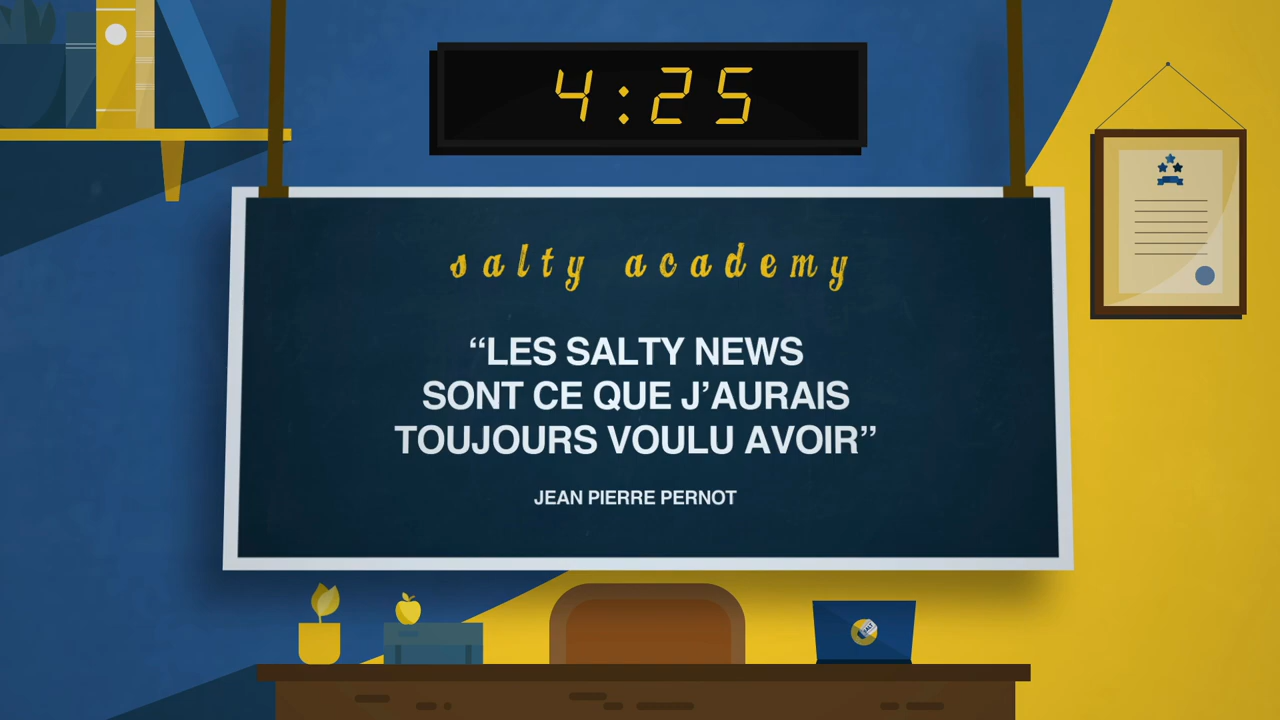 4:25
salty academy
“LES SALTY NEWS
SONT CE QUE J’AURAIS
TOUJOURS VOULU AVOIR”
JEAN PIERRE PERNOT